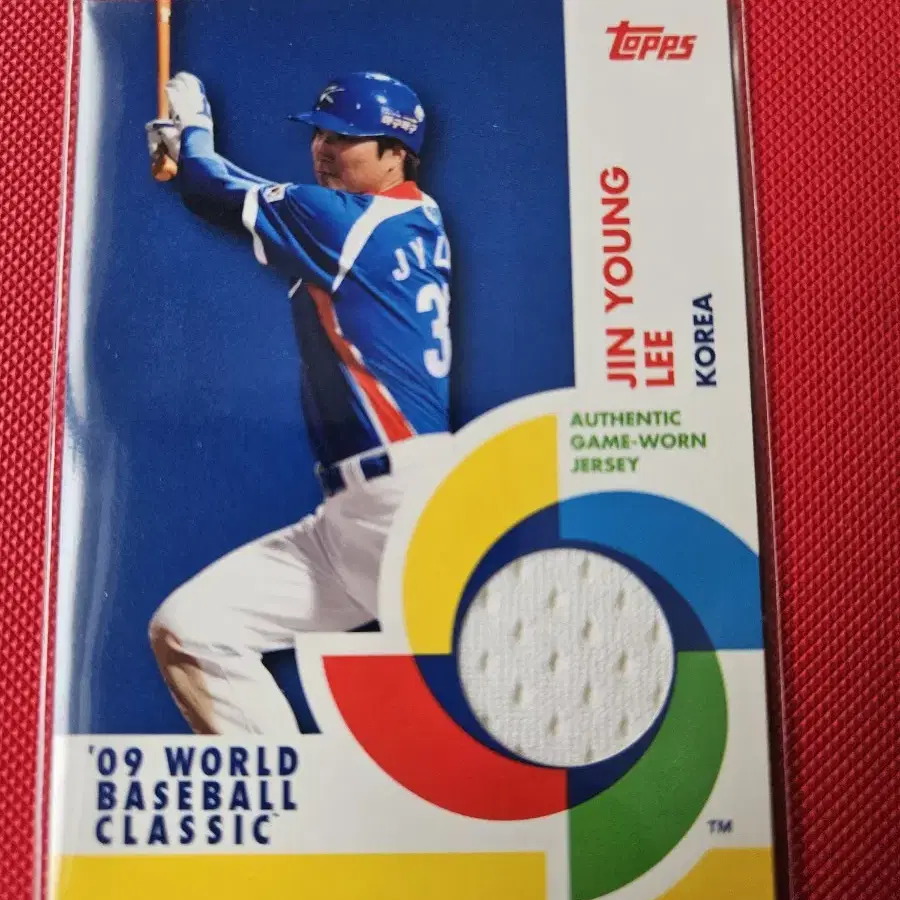 TOPPS
JIN YOUNG
LEE
KOREA
AUTHENTIC
GAME-WORN
JERSEY
'09 WORLD
BASEBALL
CLASSIC
TM